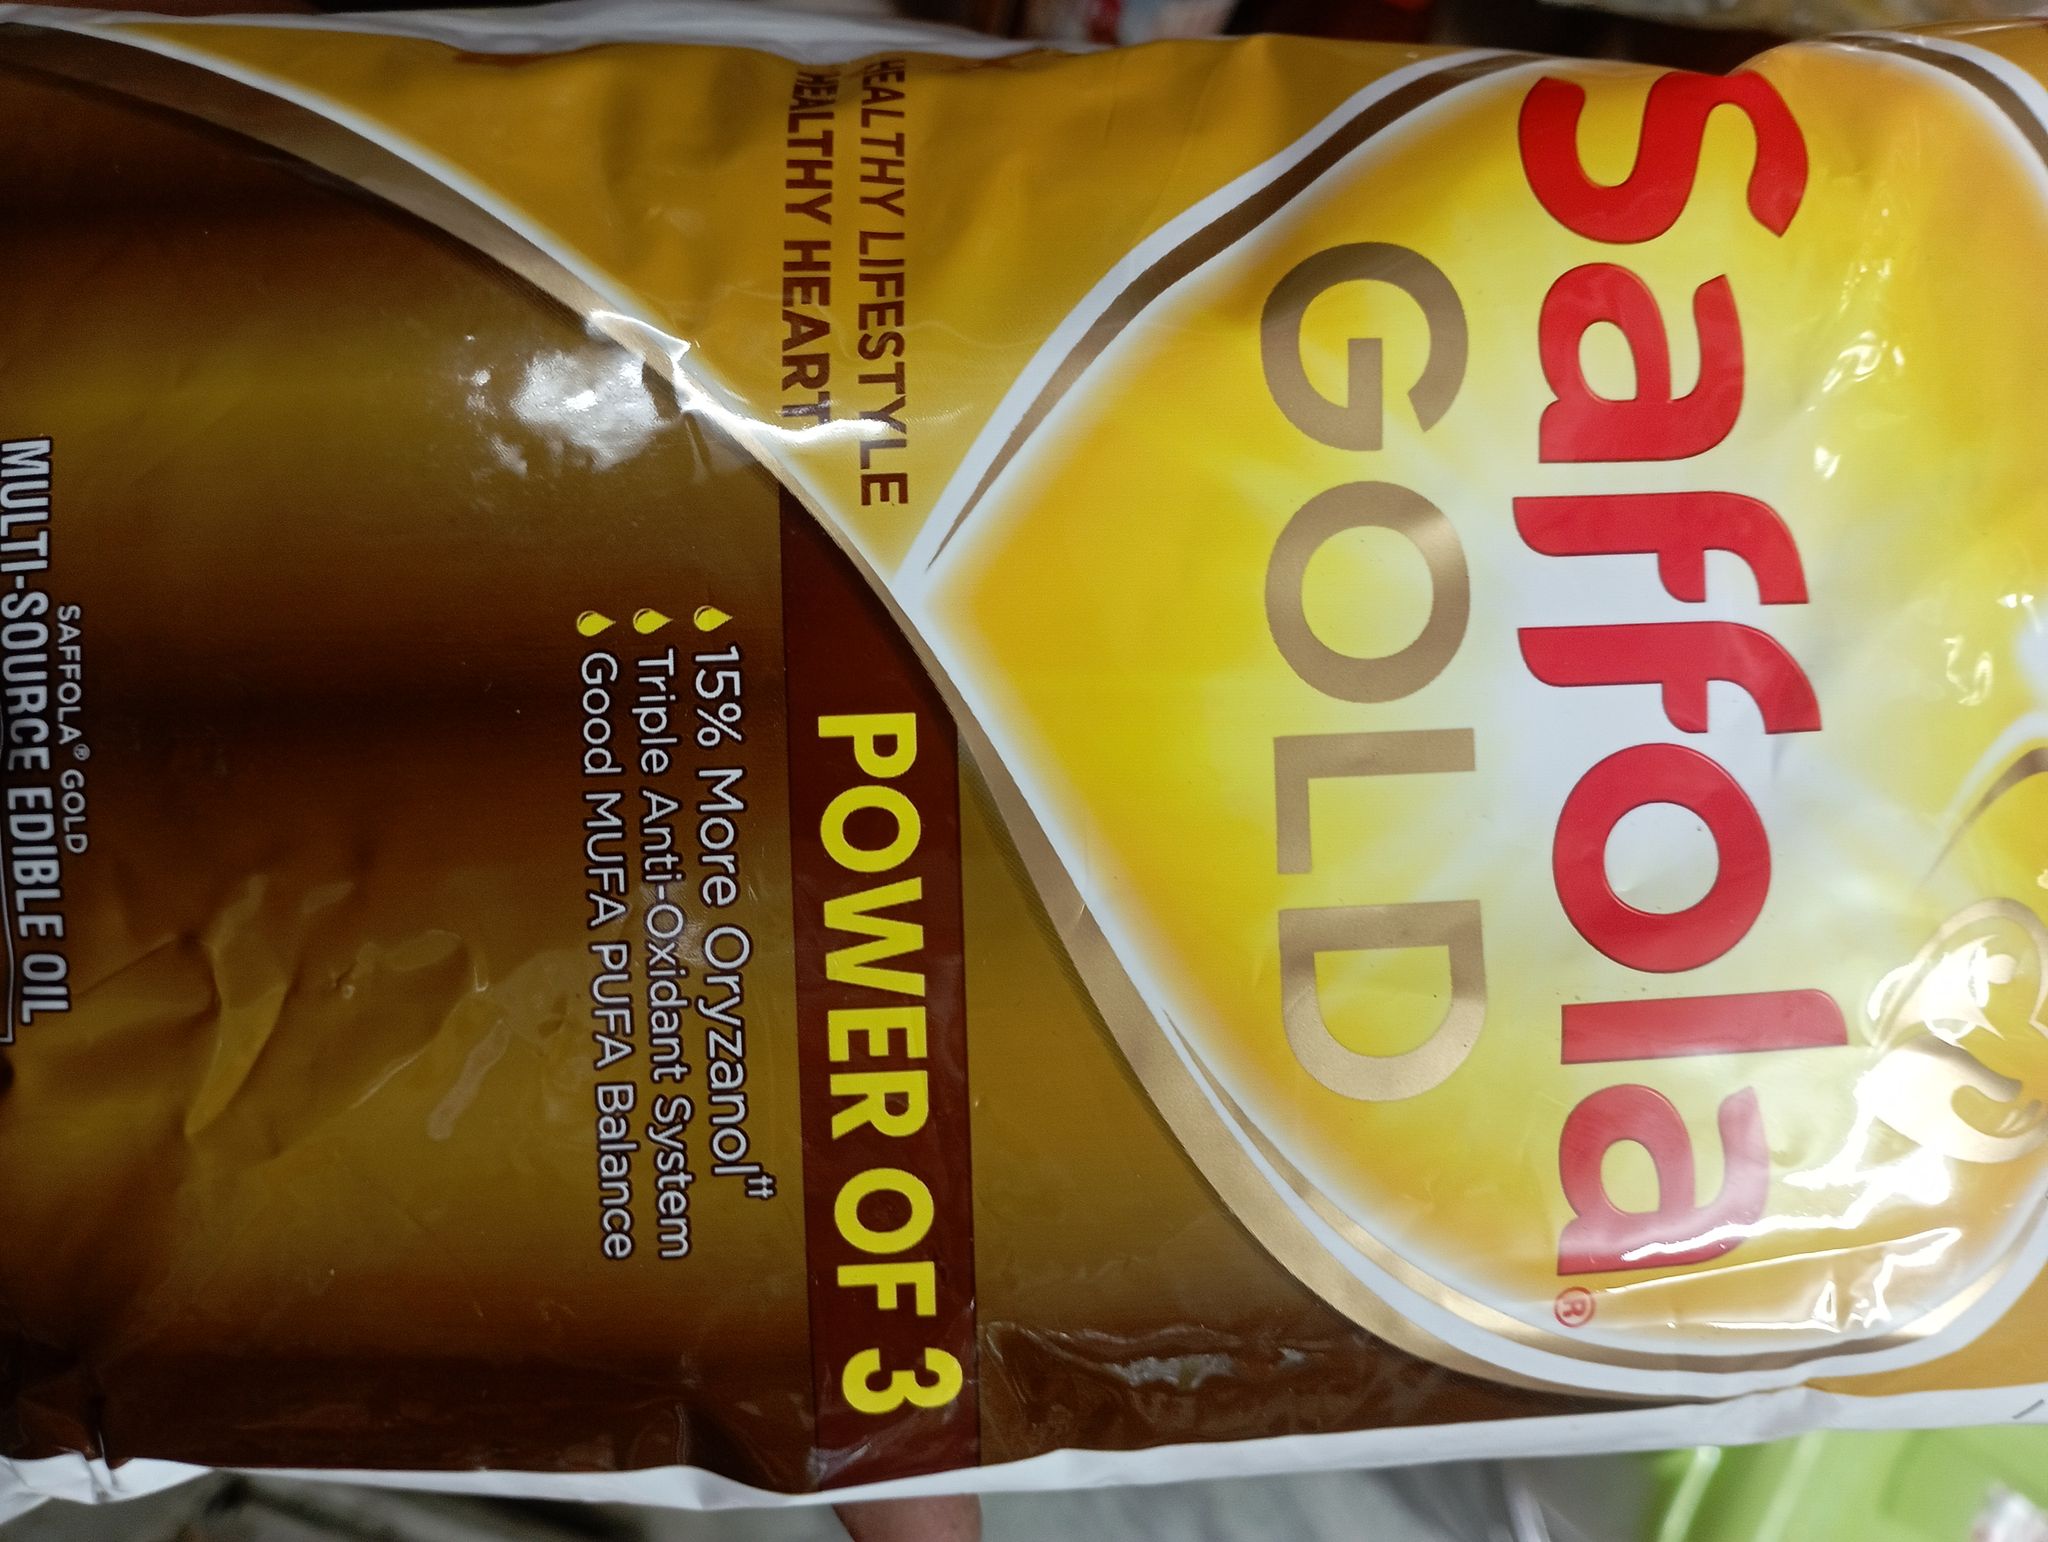 Saffola®
GOLD
HEALTHY LIFESTYLE
HEALTHY HEART
POWER OF 3
15% More Oryzanol††
Triple Anti-Oxidant System
Good MUFA PUFA Balance
SAFFOLA® GOLD
MULTI-SOURCE EDIBLE OIL